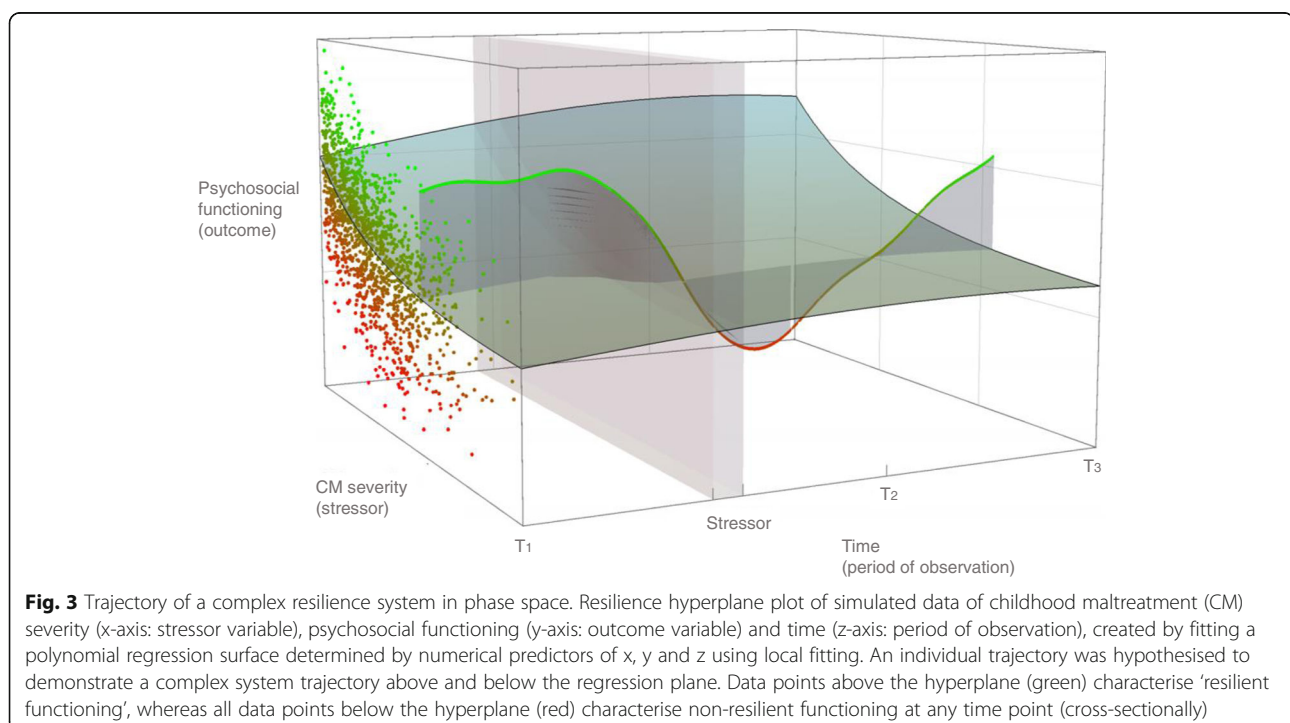 Psychosocial
functioning
(outcome)
CM severity
(stressor)
T1
Stressor
T2
T3
Time
(period of observation)
Fig. 3 Trajectory of a complex resilience system in phase space. Resilience hyperplane plot of simulated data of childhood maltreatment (CM)
severity (x-axis: stressor variable), psychosocial functioning (y-axis: outcome variable) and time (z-axis: period of observation), created by fitting a
polynomial regression surface determined by numerical predictors of x, y and z using local fitting. An individual trajectory was hypothesised to
demonstrate a complex system trajectory above and below the regression plane. Data points above the hyperplane (green) characterise ‘resilient
functioning’, whereas all data points below the hyperplane (red) characterise non-resilient functioning at any time point (cross-sectionally)